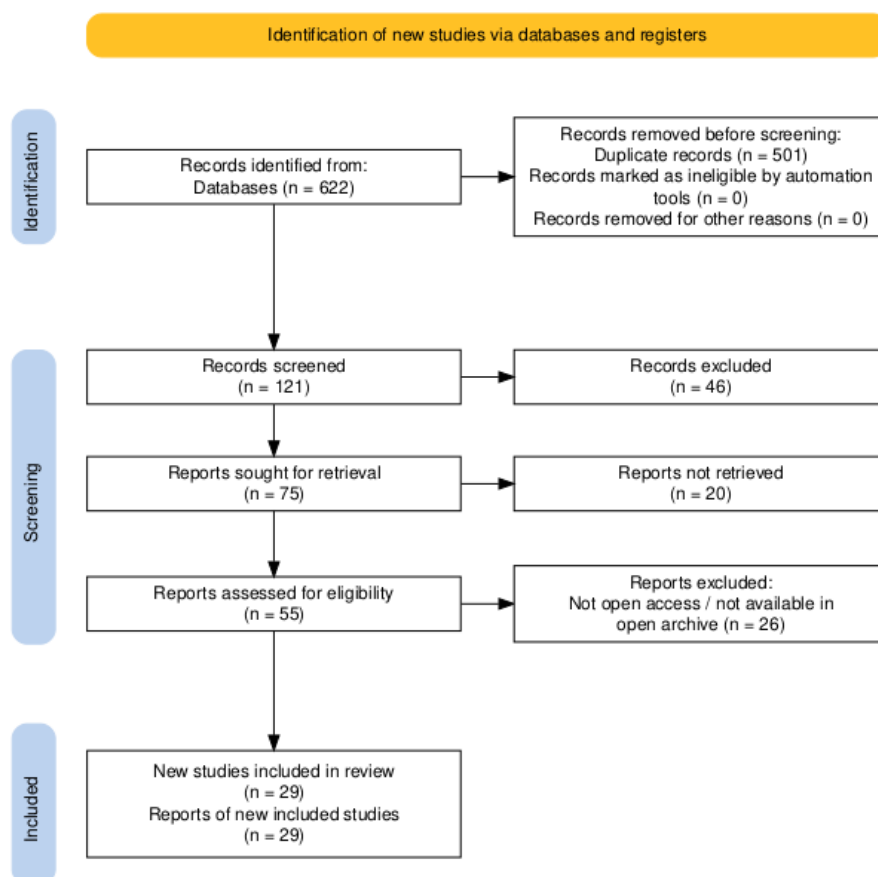 Identification of new studies via databases and registers
Identification
Records identified from:
Databases (n = 622)
Records removed before screening:
Duplicate records (n = 501)
Records marked as ineligible by automation
tools (n = 0)
Records removed for other reasons (n = 0)
Screening
Records screened
(n = 121)
Records excluded
(n = 46)
Reports sought for retrieval
(n = 75)
Reports not retrieved
(n = 20)
Reports assessed for eligibility
(n = 55)
Reports excluded:
Not open access / not available in
open archive (n = 26)
Included
New studies included in review
(n = 29)
Reports of new included studies
(n = 29)